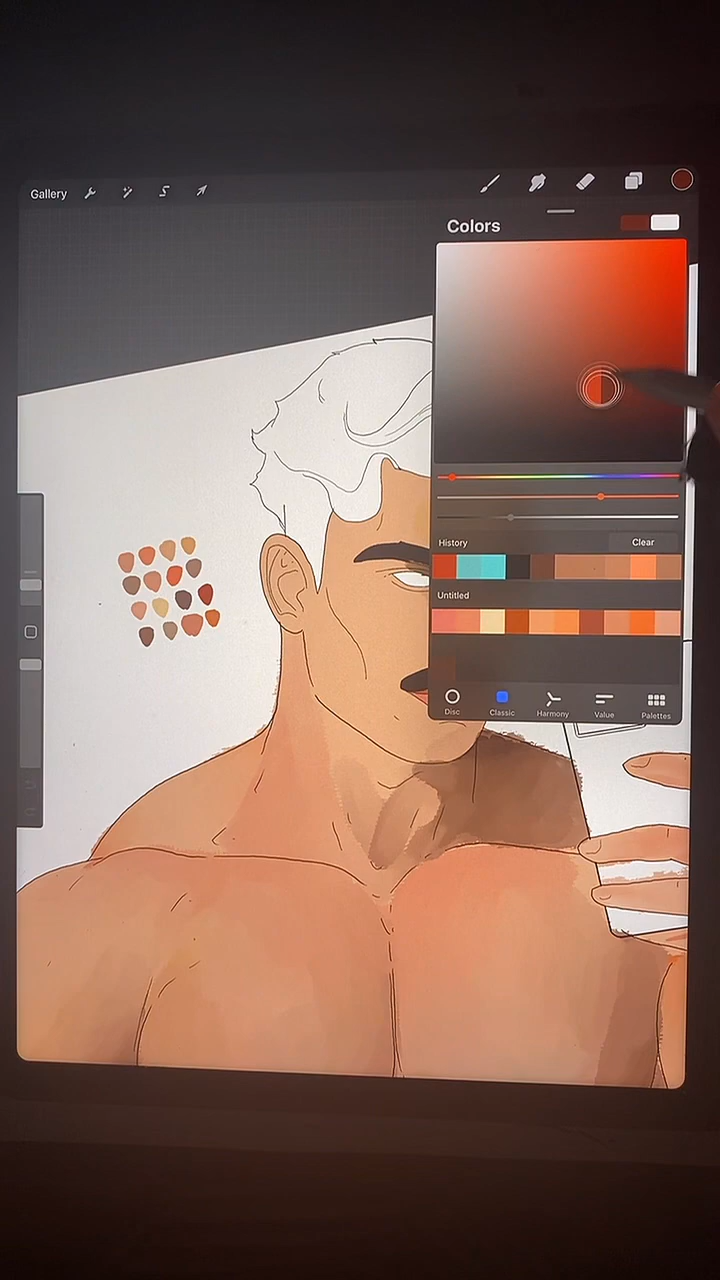 Gallery
Colors
History
Clear
Untitled
Disc
Classic
Harmony
Value
Palettes